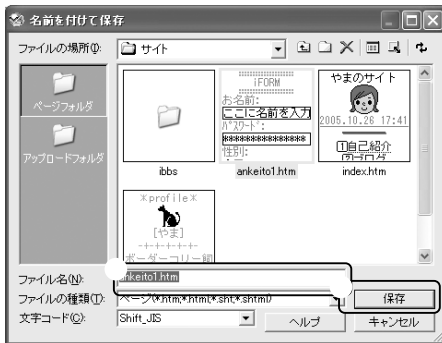 名前を付けて保存
ファイルの場所(I):
サイト
ページフォルダ
アップロードフォルダ
ibbs
iFORM
お名前:
ここに名前を入力
パスワード:
***************
性別:
ankeito1.htm
やまのサイト
2005.10.26 17:41
1自己紹介
2ブログ
index.htm
*profile*
[やま]
-+-+-+-+-+-
ボーダーコリー飼
ファイル名(N):
ankeito1.htm
ファイルの種類(T):
ページ(*.htm;*.html;*.sht;*.shtml)
保存
文字コード(C):
Shift_JIS
ヘルプ
キャンセル